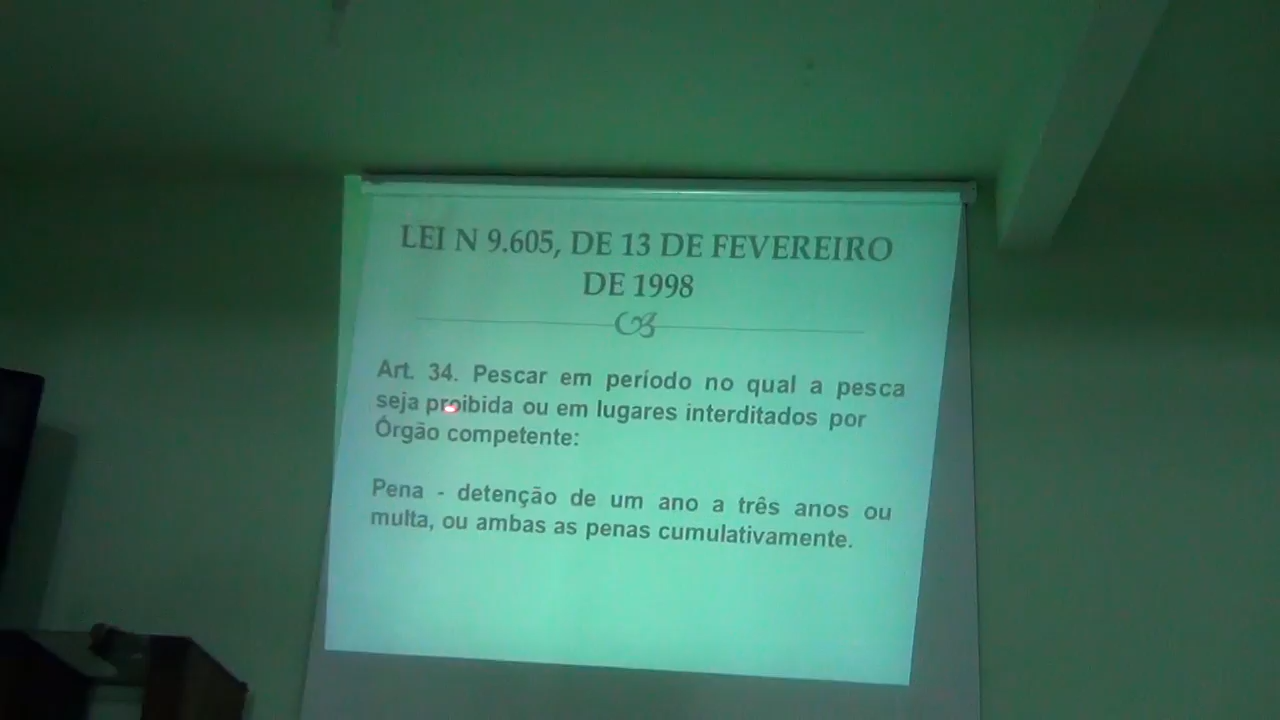 LEI N 9.605, DE 13 DE FEVEREIRO
DE 1998
Art. 34. Pescar em período no qual a pesca
seja proibida ou em lugares interditados por
Órgão competente:
Pena - detenção de um ano a três anos ou
multa, ou ambas as penas cumulativamente.